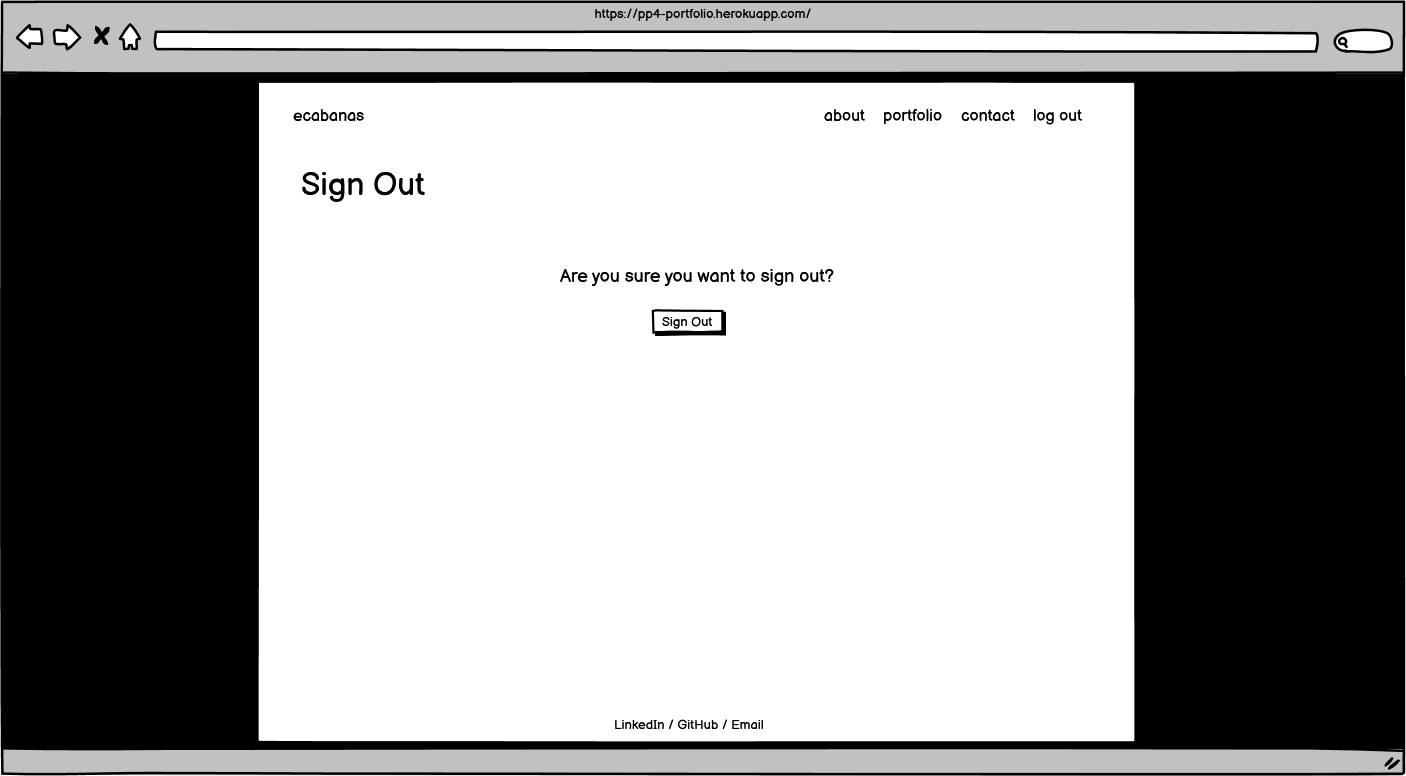 https://pp4-portfolio.herokuapp.com/
ecabanas about portfolio contact log out
Sign Out
Are you sure you want to sign out?
Sign Out
LinkedIn / GitHub / Email